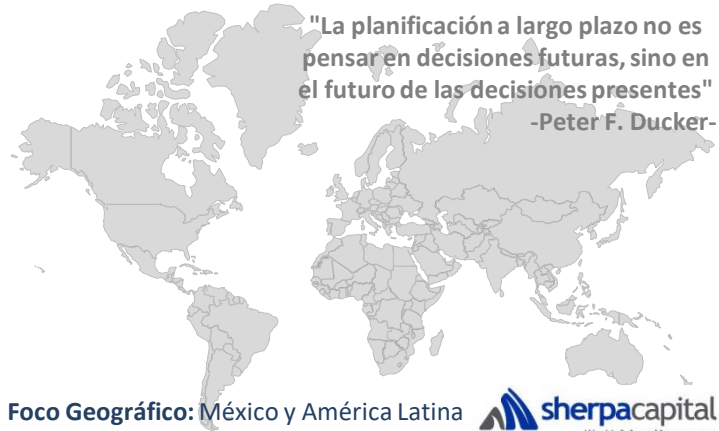 "La planificación a largo plazo no es
pensar en decisiones futuras, sino en
el futuro de las decisiones presentes"
-Peter F. Ducker-
Foco Geográfico: México y América Latina
sherpacapital